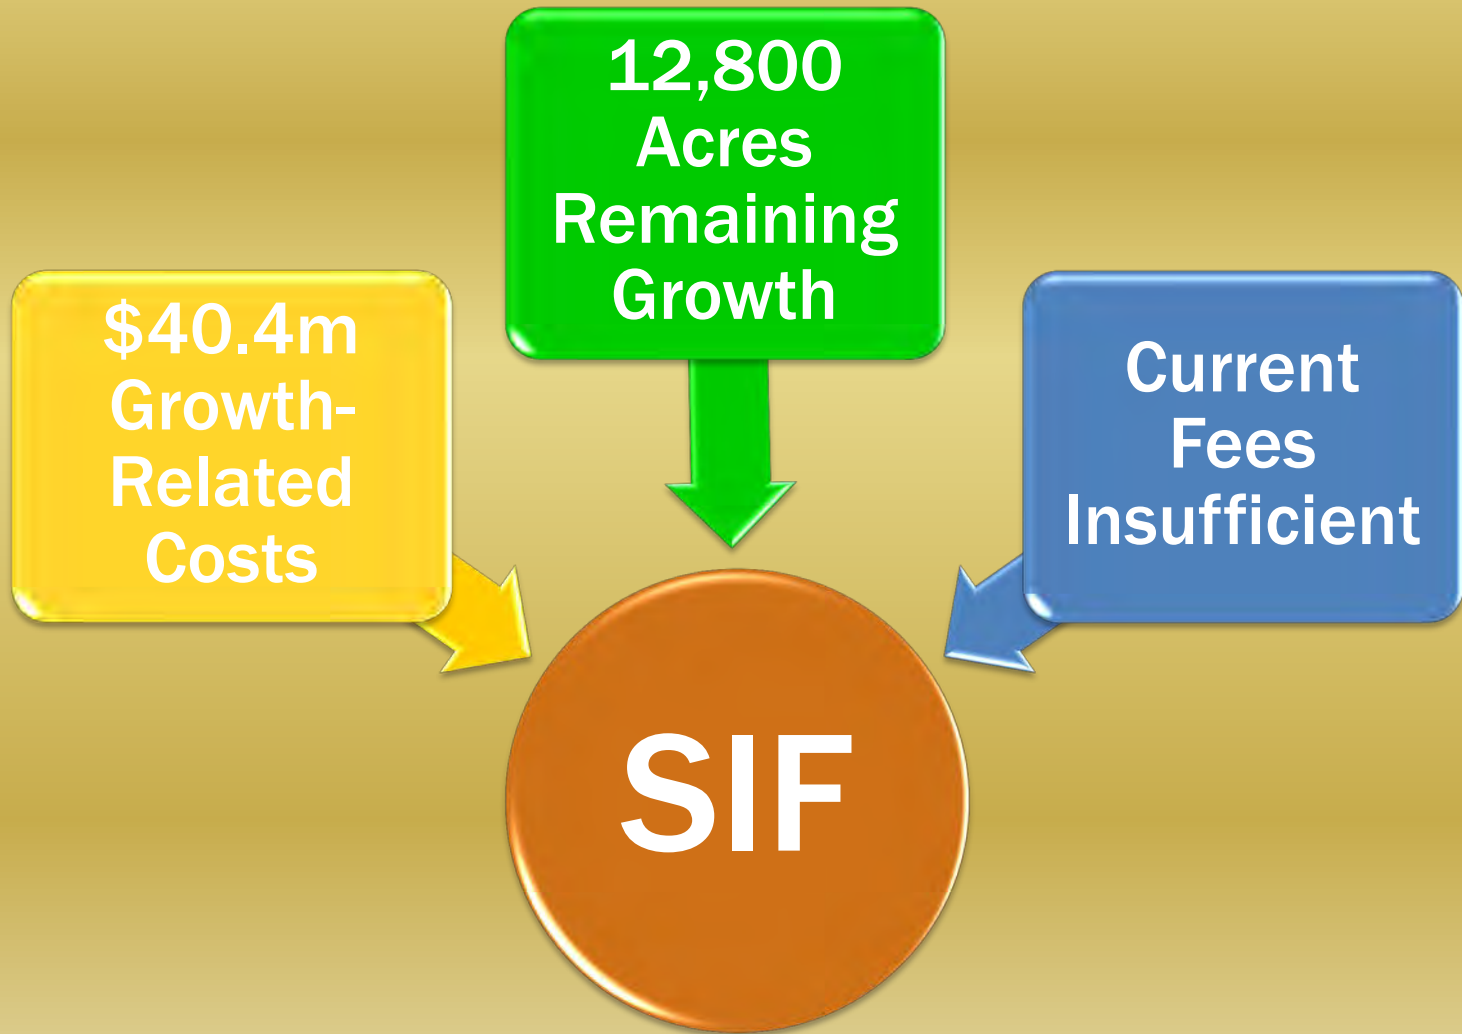 12,800
Acres
Remaining
Growth
$40.4m
Growth-
Related
Costs
Current
Fees
Insufficient
SIF